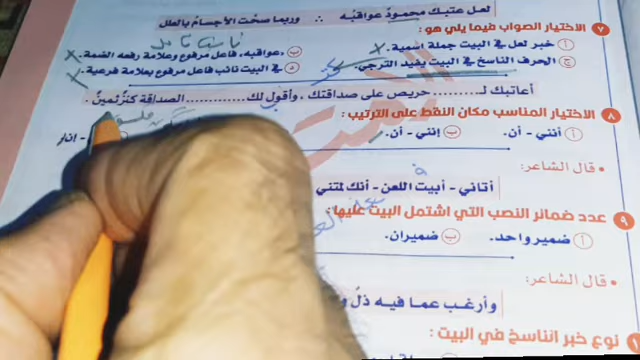 لعل عتبك محمودٌ عواقبُه ∴ وربما صحت الأجسامُ بالعلل
٧ الاختيار الصواب فيما يلي هو:
أ خبر لعل في البيت جملة اسمية. ب عواقبه، فاعل مرفوع وعلامة رفعه الضمة.
ج الحرف الناسخ في البيت يفيد الترجي. د في البيت نائب فاعل مرفوع بعلامة فرعية.
أعاتبك لـ.......... حريص على صداقتك، وأقول لك ............ الصداقة كنزٌ ثمينٌ.
٨ الاختيار المناسب مكان النقط على الترتيب:
أ أنني - أن. ب إنني - أن.
• قال الشاعر:
أتاني - أبيت اللعن - أنك لمتني
٩ عدد ضمائر النصب التي اشتمل البيت عليها:
أ ضمير واحد. ب ضميران.
• قال الشاعر:
وأرغب عما فيه ذلٌ
نوع خبر الناسخ في البيت: